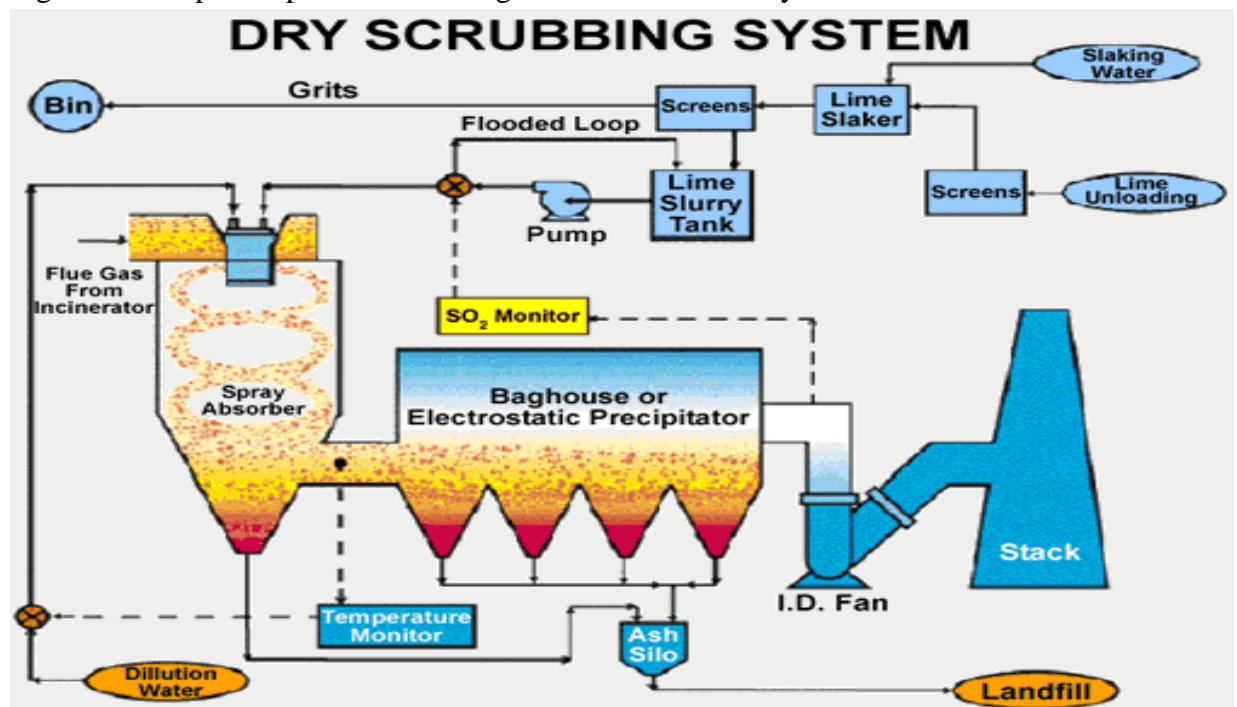 DRY SCRUBBING SYSTEM
Slaking
Water
Bin
Grits
Screens
Lime
Slaker
Flooded Loop
Lime
Slurry
Tank
Screens
Lime
Unloading
Pump
Flue Gas
From
Incinerator
SO₂ Monitor
Spray
Absorber
Baghouse or
Electrostatic Precipitator
Stack
I.D. Fan
Temperature
Monitor
Ash
Silo
Dillution
Water
Landfill